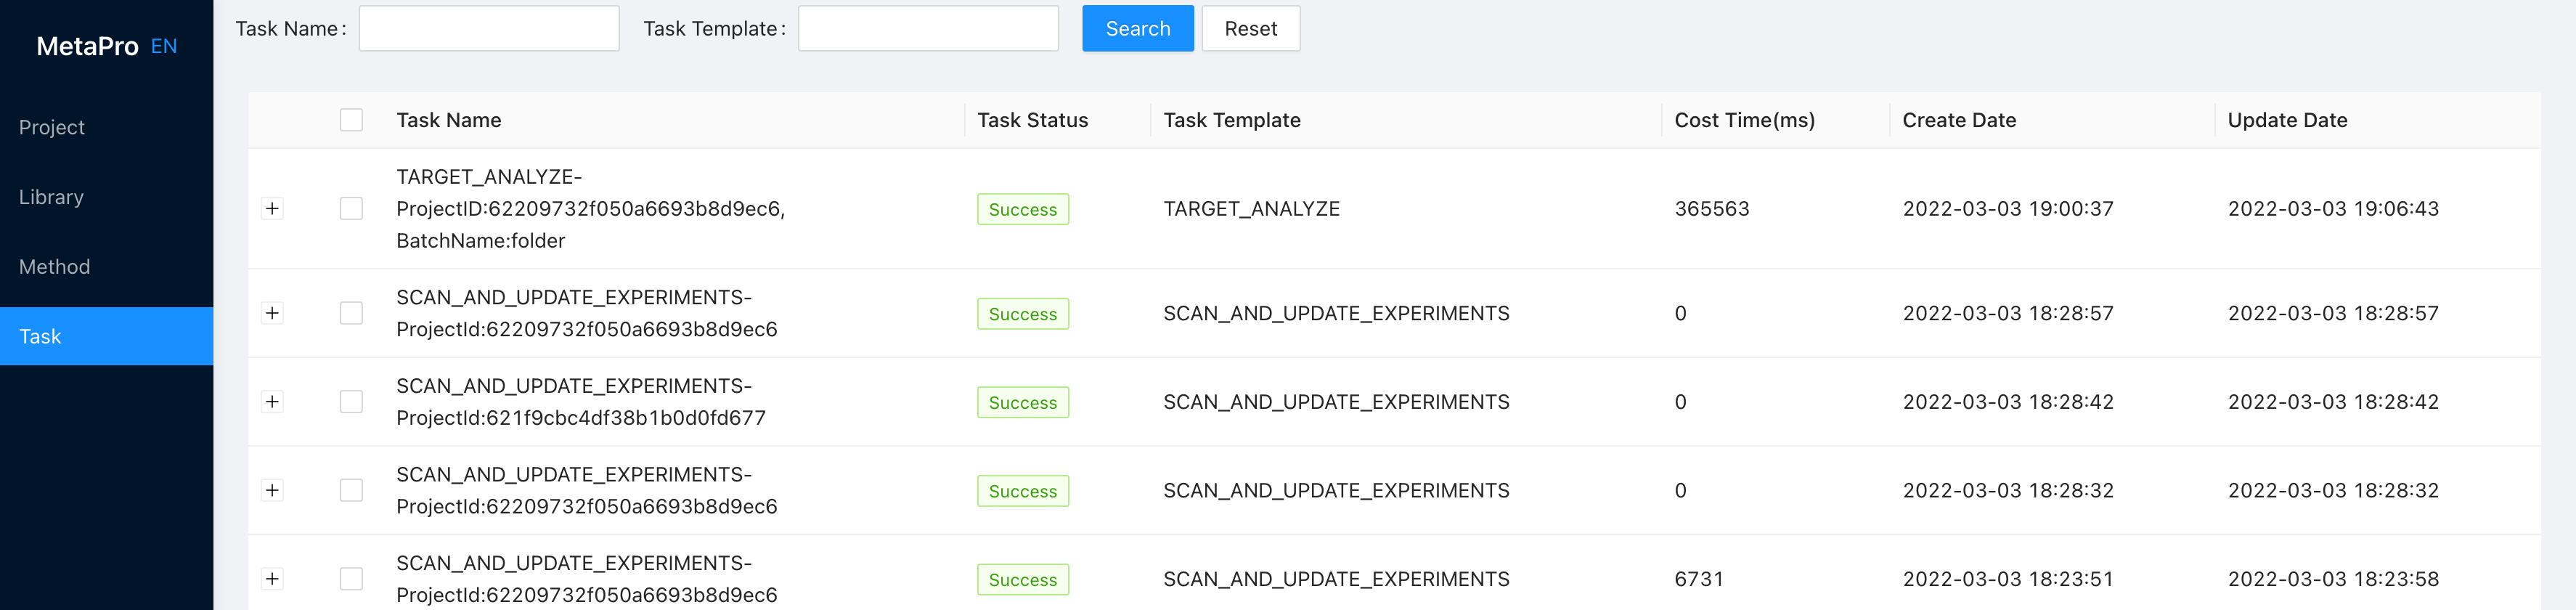 MetaPro EN
Project
Library
Method
Task
Task Name: Task Template: Search Reset
Task Name Task Status Task Template Cost Time(ms) Create Date Update Date
TARGET_ANALYZE-
ProjectID:62209732f050a6693b8d9ec6,
BatchName:folder
Success TARGET_ANALYZE 365563 2022-03-03 19:00:37 2022-03-03 19:06:43
SCAN_AND_UPDATE_EXPERIMENTS-
ProjectId:62209732f050a6693b8d9ec6
Success SCAN_AND_UPDATE_EXPERIMENTS 0 2022-03-03 18:28:57 2022-03-03 18:28:57
SCAN_AND_UPDATE_EXPERIMENTS-
ProjectId:621f9cbc4df38b1b0d0fd677
Success SCAN_AND_UPDATE_EXPERIMENTS 0 2022-03-03 18:28:42 2022-03-03 18:28:42
SCAN_AND_UPDATE_EXPERIMENTS-
ProjectId:62209732f050a6693b8d9ec6
Success SCAN_AND_UPDATE_EXPERIMENTS 0 2022-03-03 18:28:32 2022-03-03 18:28:32
SCAN_AND_UPDATE_EXPERIMENTS-
ProjectId:62209732f050a6693b8d9ec6
Success SCAN_AND_UPDATE_EXPERIMENTS 6731 2022-03-03 18:23:51 2022-03-03 18:23:58